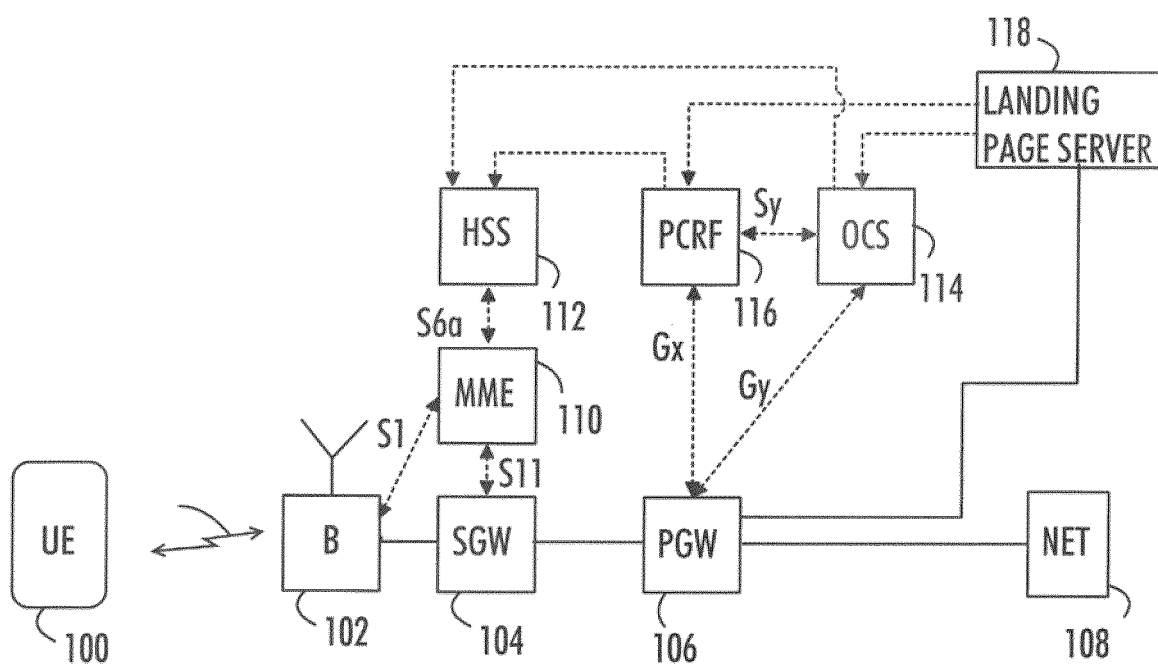 118
LANDING
PAGE SERVER
HSS
PCRF
Sy
OCS
112
116
114
S6a
Gx
Gy
MME
110
S1
S11
UE
B
SGW
PGW
NET
100
102
104
106
108